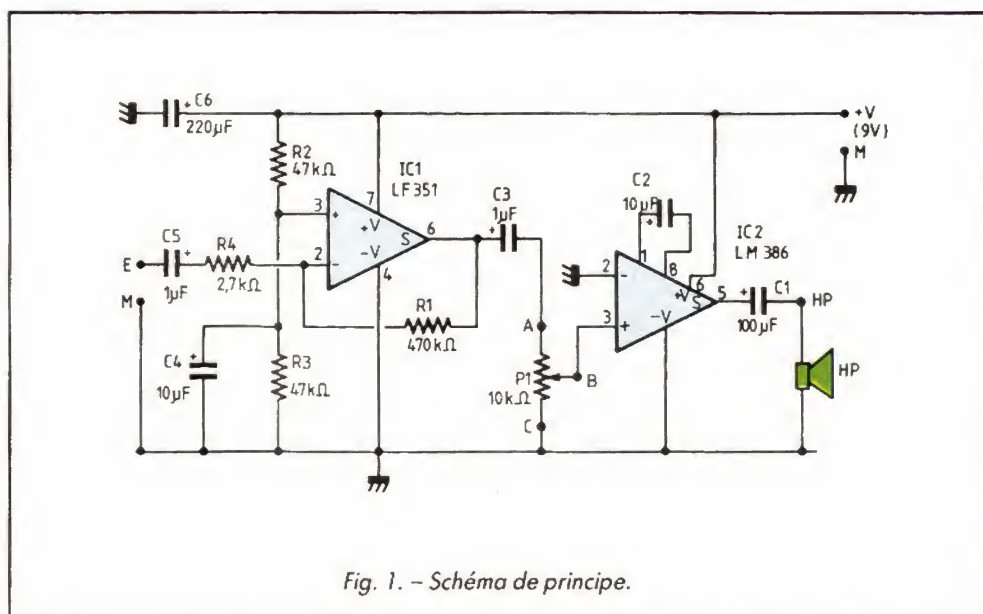 + C6
220µF
+V
(9V)
M
R2
47kΩ
IC1
LF351
C3
1µF
+
C2
10µF
+
IC2
LM 386
7
3
+
+V
S
6
-V
2
-
4
1
8
2
-
+V
6
S
5
-V
3
+
+ C1
100µF
HP
HP
C5
+
1µF
R4
2,7kΩ
E
M
R1
470kΩ
A
P1
10kΩ
B
C
C4
+
10µF
R3
47kΩ
Fig. 1. – Schéma de principe.